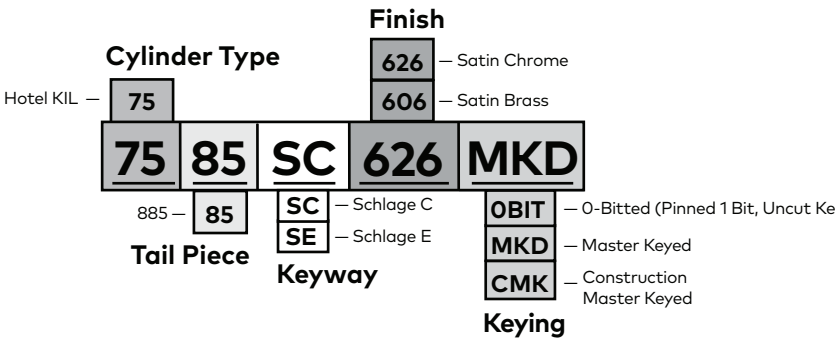 Finish
626 — Satin Chrome
606 — Satin Brass
Cylinder Type
Hotel KIL — 75
75 85 SC 626 MKD
885 — 85
Tail Piece
SC — Schlage C
SE — Schlage E
Keyway
0BIT — 0-Bitted (Pinned 1 Bit, Uncut Ke
MKD — Master Keyed
CMK — Construction
Master Keyed
Keying